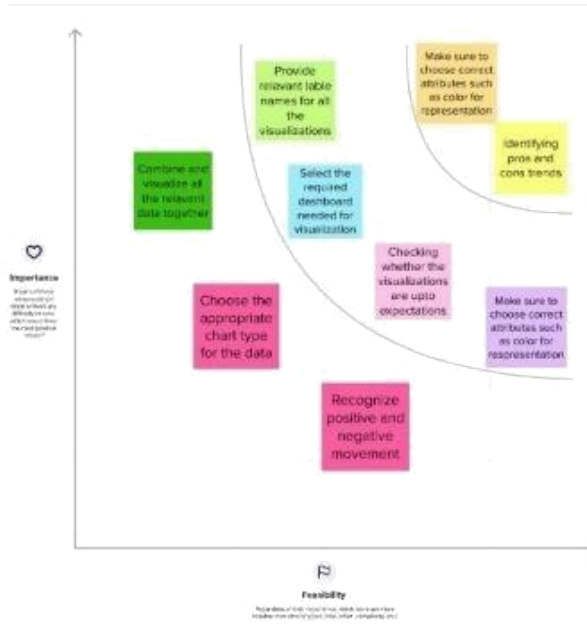 Provide
relavant lable
names for all
the
visualizations
Make sure to
choose correct
attributes such
as color for
representation
Identifying
pros and
cons trends
Combine and
visualize all
the relevant
data together
Select the
required
dashboard
needed for
visualization
Checking
whether the
visualizations
are upto
expectations
Importance
Choose the
appropriate
chart type
for the data
Make sure to
choose correct
attributes such
as color for
respresentation
Recognize
positive and
negative
movement
Feasibility